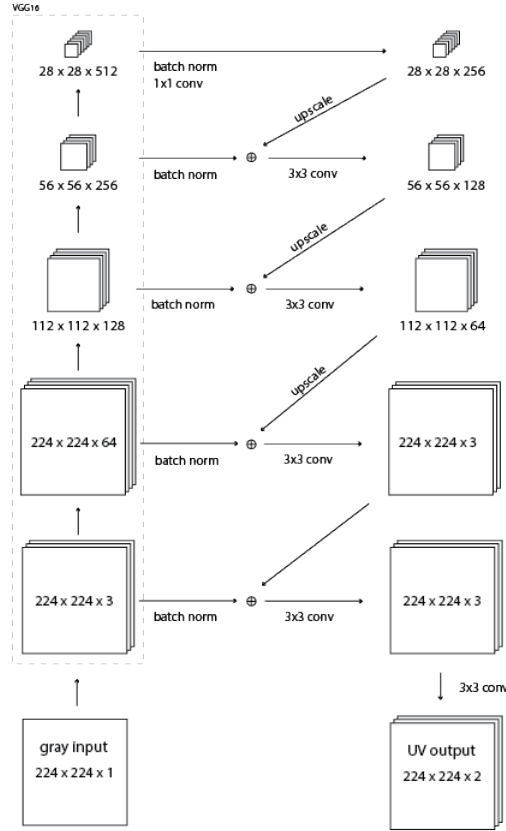 VGG16
28 x 28 x 512
batch norm
1x1 conv
28 x 28 x 256
upscale
56 x 56 x 256
batch norm
⊕
3x3 conv
56 x 56 x 128
upscale
112 x 112 x 128
batch norm
⊕
3x3 conv
112 x 112 x 64
upscale
224 x 224 x 64
batch norm
⊕
3x3 conv
224 x 224 x 3
224 x 224 x 3
batch norm
⊕
3x3 conv
224 x 224 x 3
3x3 conv
gray input
224 x 224 x 1
UV output
224 x 224 x 2